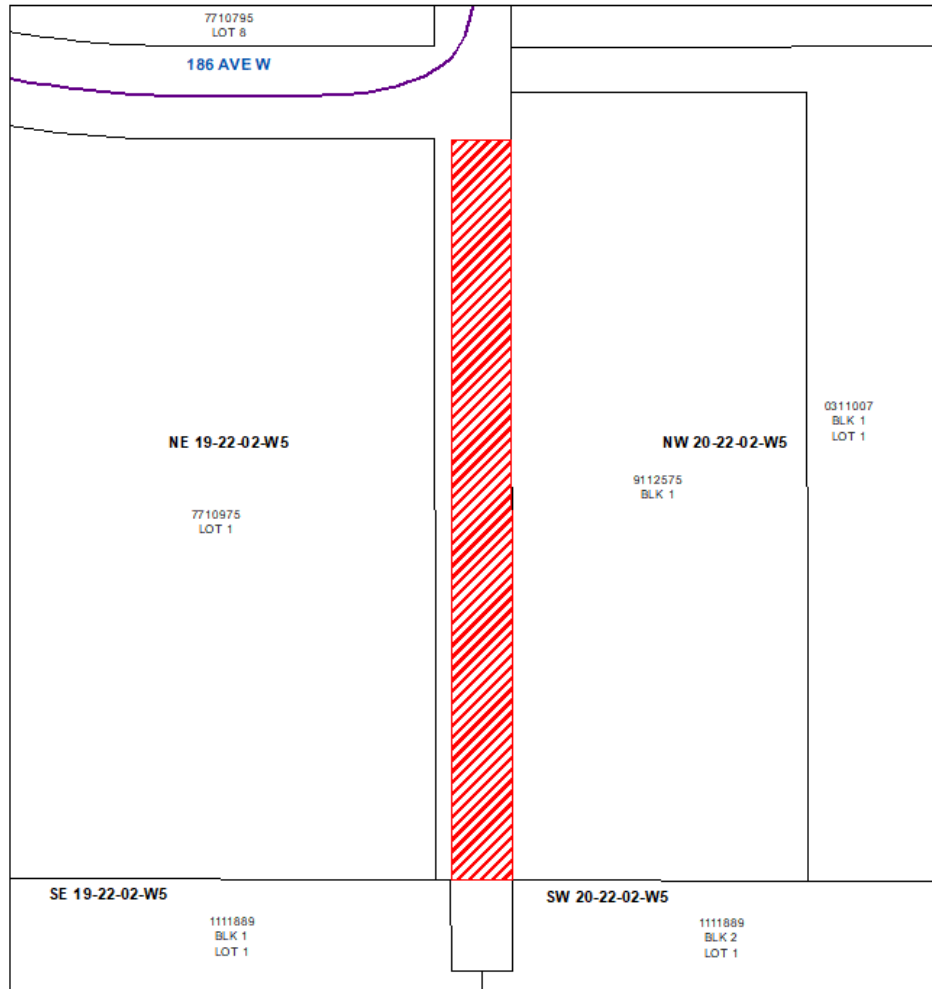 7710795
LOT 8
186 AVE W
0311007
BLK 1
LOT 1
NE 19-22-02-W5
NW 20-22-02-W5
9112575
BLK 1
7710975
LOT 1
SE 19-22-02-W5
SW 20-22-02-W5
1111889
BLK 1
LOT 1
1111889
BLK 2
LOT 1